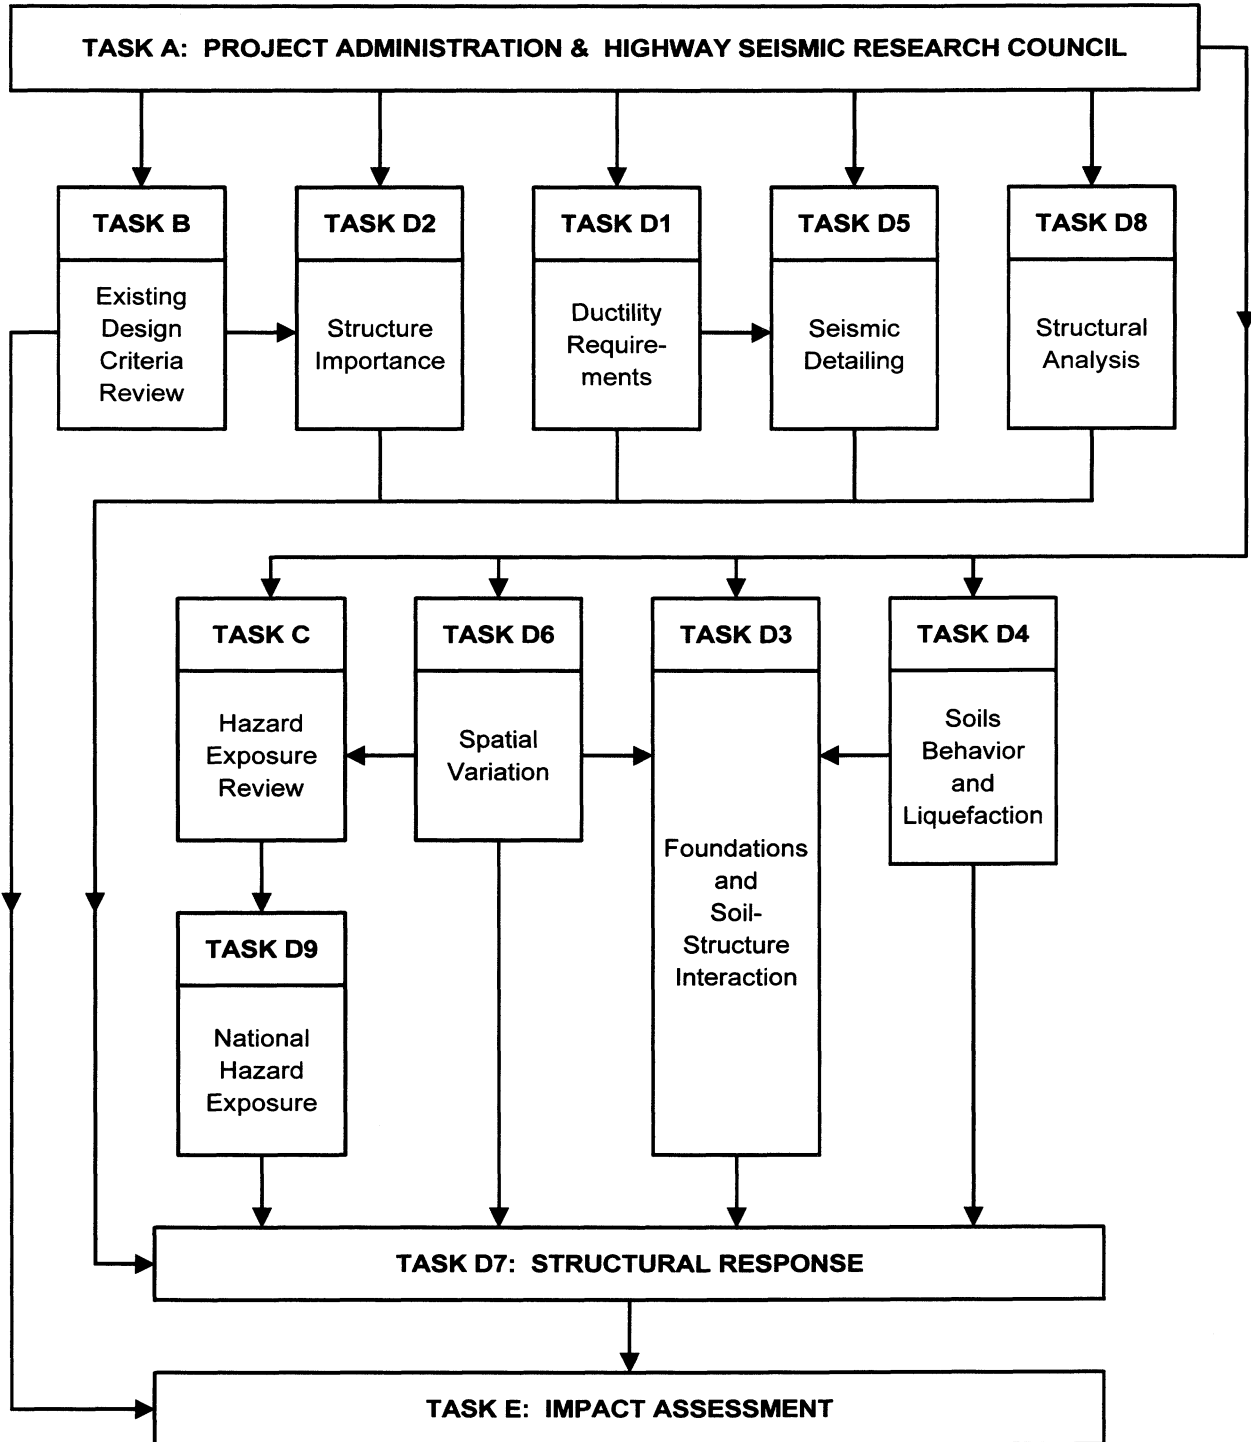 TASK A: PROJECT ADMINISTRATION & HIGHWAY SEISMIC RESEARCH COUNCIL
TASK B
Existing
Design
Criteria
Review
TASK D2
Structure
Importance
TASK D1
Ductility
Require-
ments
TASK D5
Seismic
Detailing
TASK D8
Structural
Analysis
TASK C
Hazard
Exposure
Review
TASK D6
Spatial
Variation
TASK D3
Foundations
and
Soil-
Structure
Interaction
TASK D4
Soils
Behavior
and
Liquefaction
TASK D9
National
Hazard
Exposure
TASK D7: STRUCTURAL RESPONSE
TASK E: IMPACT ASSESSMENT